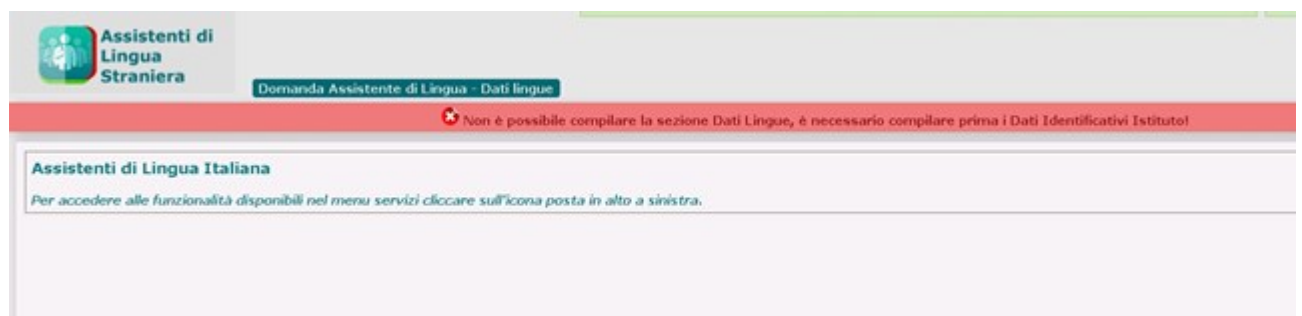 Assistenti di
Lingua
Straniera
Domanda Assistente di Lingua - Dati lingue
Non è possibile compilare la sezione Dati Lingue, è necessario compilare prima i Dati Identificativi Istituto!
Assistenti di Lingua Italiana
Per accedere alle funzionalità disponibili nel menu servizi cliccare sull'icona posta in alto a sinistra.